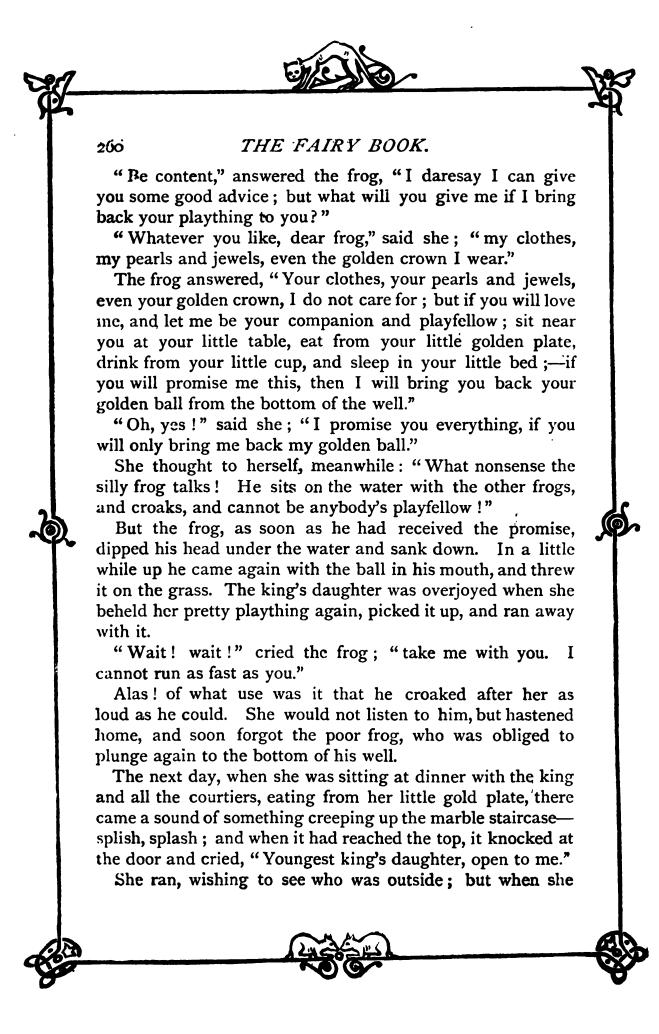 260 THE FAIRY BOOK.
“Be content,” answered the frog, “I daresay I can give
you some good advice; but what will you give me if I bring
back your plaything to you?”
“Whatever you like, dear frog,” said she; “my clothes,
my pearls and jewels, even the golden crown I wear.”
The frog answered, “Your clothes, your pearls and jewels,
even your golden crown, I do not care for; but if you will love
me, and let me be your companion and playfellow; sit near
you at your little table, eat from your little golden plate,
drink from your little cup, and sleep in your little bed;—if
you will promise me this, then I will bring you back your
golden ball from the bottom of the well.”
“Oh, yes!” said she; “I promise you everything, if you
will only bring me back my golden ball.”
She thought to herself, meanwhile: “What nonsense the
silly frog talks! He sits on the water with the other frogs,
and croaks, and cannot be anybody’s playfellow!”
But the frog, as soon as he had received the promise,
dipped his head under the water and sank down. In a little
while up he came again with the ball in his mouth, and threw
it on the grass. The king’s daughter was overjoyed when she
beheld her pretty plaything again, picked it up, and ran away
with it.
“Wait! wait!” cried the frog; “take me with you. I
cannot run as fast as you.”
Alas! of what use was it that he croaked after her as
loud as he could. She would not listen to him, but hastened
home, and soon forgot the poor frog, who was obliged to
plunge again to the bottom of his well.
The next day, when she was sitting at dinner with the king
and all the courtiers, eating from her little gold plate, there
came a sound of something creeping up the marble staircase—
splish, splash; and when it had reached the top, it knocked at
the door and cried, “Youngest king’s daughter, open to me.”
She ran, wishing to see who was outside; but when she